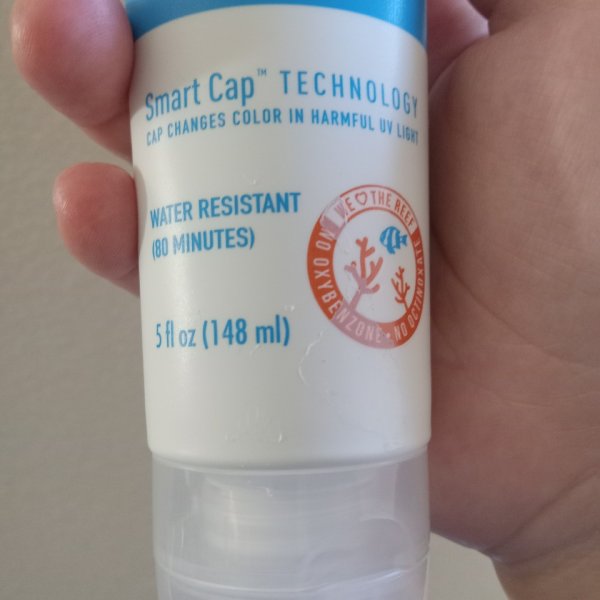 Smart Cap™ TECHNOLOGY
CAP CHANGES COLOR IN HARMFUL UV LIGHT
WATER RESISTANT
(80 MINUTES)
5 fl oz (148 ml)
WE♡THE REEF
NO OXYBENZONE • NO OCTINOXATE